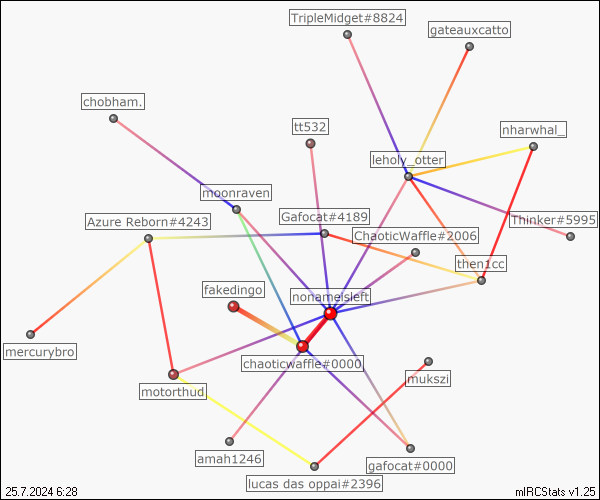 TripleMidget#8824
gateauxcatto
chobham.
tt532
nharwhal_
leholy_otter
moonraven
Azure Reborn#4243
Gafocat#4189
Thinker#5995
ChaoticWaffle#2006
then1cc
fakedingo
nonameisleft
mercurybro
chaoticwaffle#0000
mukszi
motorthud
amah1246
gafocat#0000
lucas das oppai#2396
25.7.2024 6:28
mIRCStats v1.25